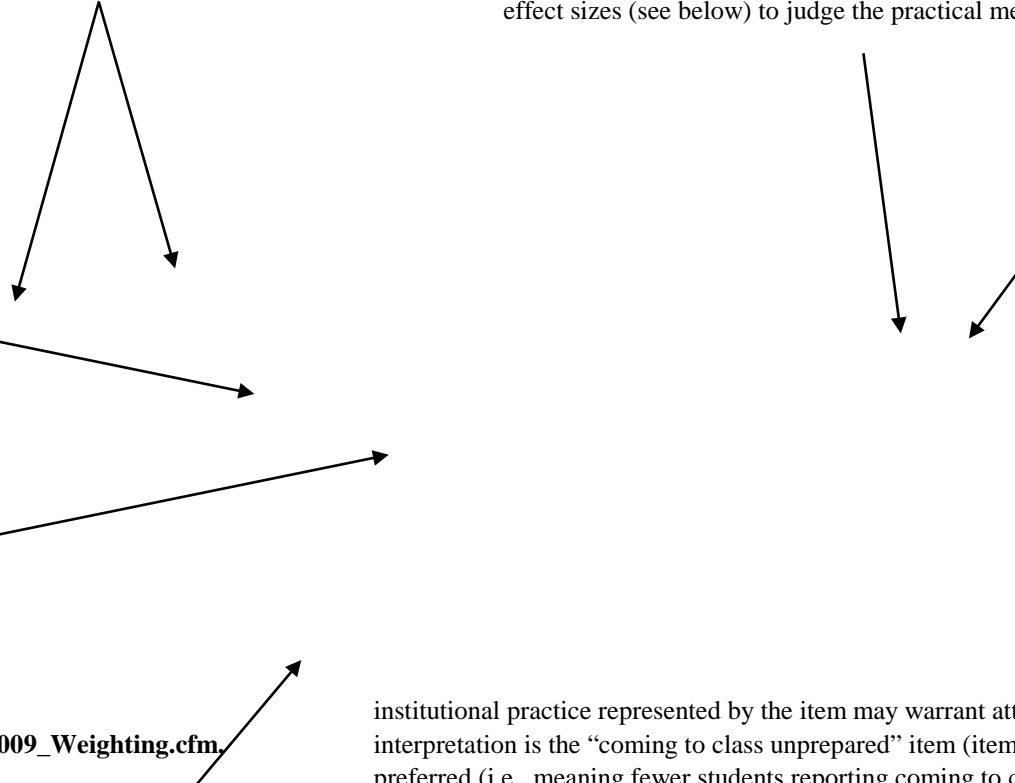 effect sizes (see below) to judge the practical me
institutional practice represented by the item may warrant att
009_Weighting.cfm.
interpretation is the “coming to class unprepared” item (item
preferred (i.e., meaning fewer students reporting coming to c